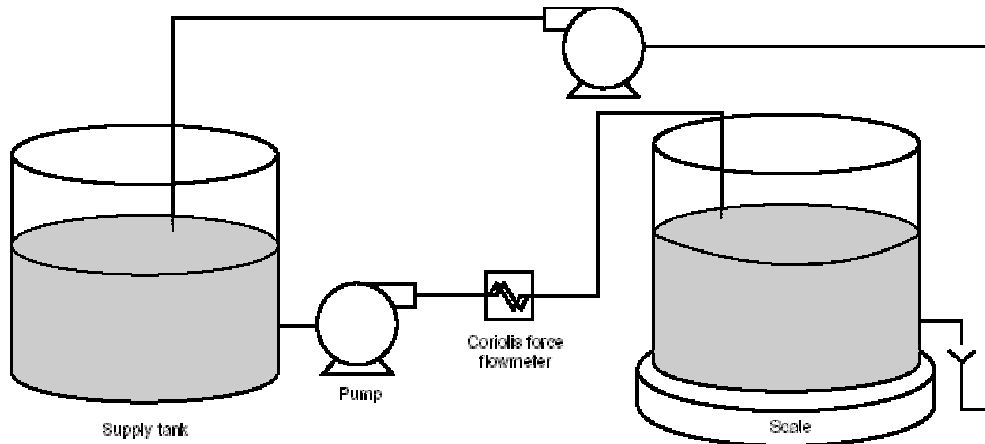 Coriolis force
flowmeter
Pump
Supply tank
Scale